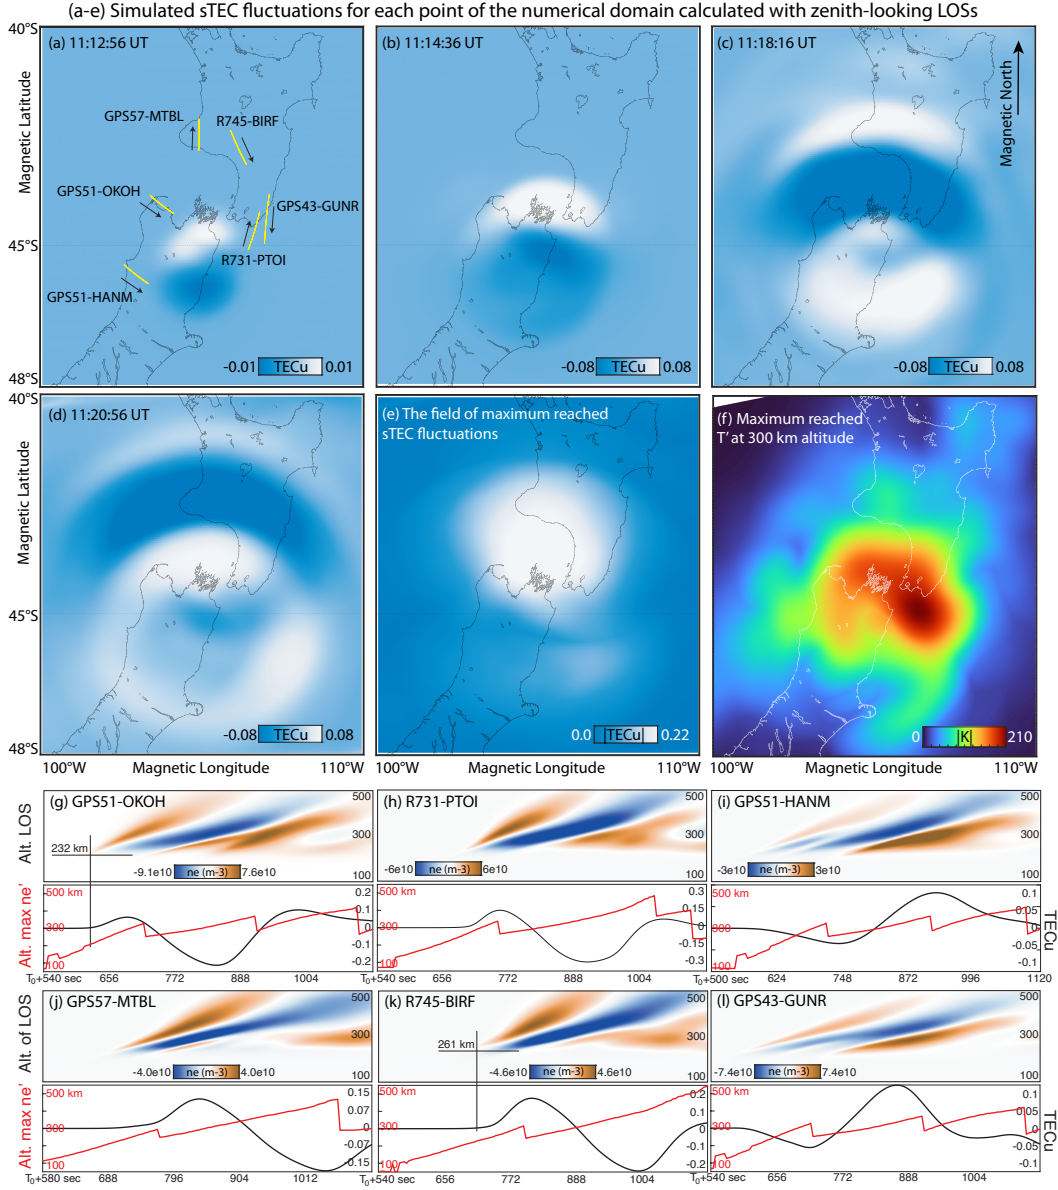 (a-e) Simulated sTEC fluctuations for each point of the numerical domain calculated with zenith-looking LOSs
40°S
(a) 11:12:56 UT
(b) 11:14:36 UT
(c) 11:18:16 UT
Magnetic Latitude
Magnetic North
GPS57-MTBL
R745-BIRF
GPS51-OKOH
GPS43-GUNR
45°S
R731-PTOI
GPS51-HANM
-0.01 TECu 0.01
-0.08 TECu 0.08
-0.08 TECu 0.08
48°S
40°S
(d) 11:20:56 UT
(e) The field of maximum reached
sTEC fluctuations
(f) Maximum reached
T' at 300 km altitude
Magnetic Latitude
45°S
-0.08 TECu 0.08
0.0 |TECu| 0.22
0 |K| 210
48°S
100°W Magnetic Longitude 110°W
Magnetic Longitude
Magnetic Longitude 110°W
(g) GPS51-OKOH
500
(h) R731-PTOI
500
(i) GPS51-HANM
500
Alt. LOS
300
300
300
232 km
-9.1e10 ne (m-3) 7.6e10
100
-6e10 ne (m-3) 6e10
100
-3e10 ne (m-3) 3e10
100
Alt. max ne'
500 km
300
100
0.2
0.1
0
-0.1
-0.2
500 km
300
100
0.3
0.15
0
-0.15
-0.3
500 km
300
100
0.1
0.05
0
-0.05
-0.1
TECu
T0+540 sec 656 772 888 1004
T0+540 sec 656 772 888 1004
T0+500 sec 624 748 872 996 1120
(j) GPS57-MTBL
500
(k) R745-BIRF
500
(l) GPS43-GUNR
500
Alt. of LOS
300
300
300
261 km
-4.0e10 ne (m-3) 4.0e10
100
-4.6e10 ne (m-3) 4.6e10
100
-7.4e10 ne (m-3) 7.4e10
100
Alt. max ne'
500 km
300
100
0.15
0.07
0
-0.07
-0.15
500 km
300
100
0.2
0.1
0
-0.1
-0.2
500 km
300
100
0.1
0.05
0
-0.05
-0.1
TECu
T0+580 sec 688 796 904 1012
T0+540 sec 656 772 888 1004
T0+540 sec 656 772 888 1004